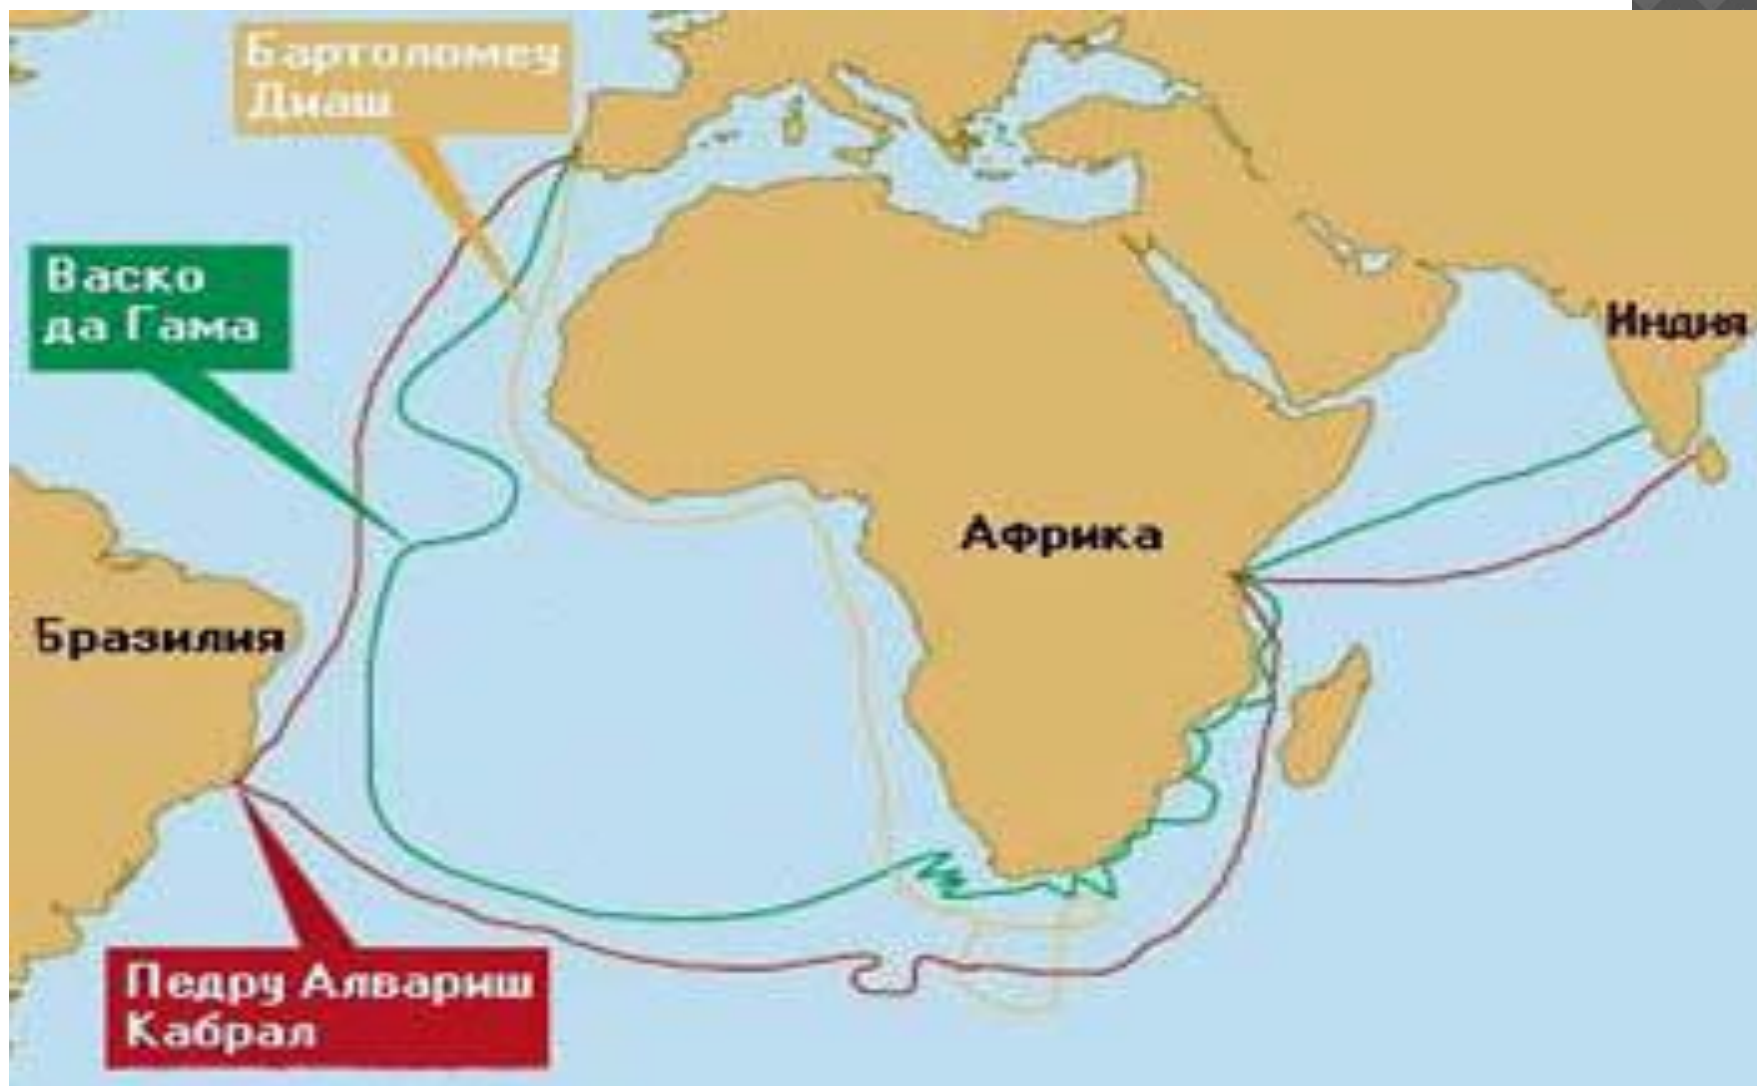 Бартоломеу
Диаш
Васко
да Гама
Индия
Африка
Бразилия
Педру Алвариш
Кабрал